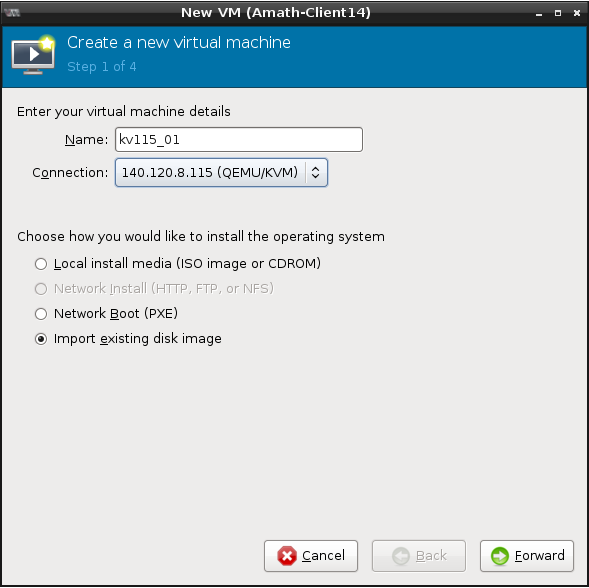 New VM (Amath-Client14)
Create a new virtual machine
Step 1 of 4
Enter your virtual machine details
Name: kv115_01
Connection: 140.120.8.115 (QEMU/KVM)
Choose how you would like to install the operating system
Local install media (ISO image or CDROM)
Network Install (HTTP, FTP, or NFS)
Network Boot (PXE)
Import existing disk image
Cancel Back Forward